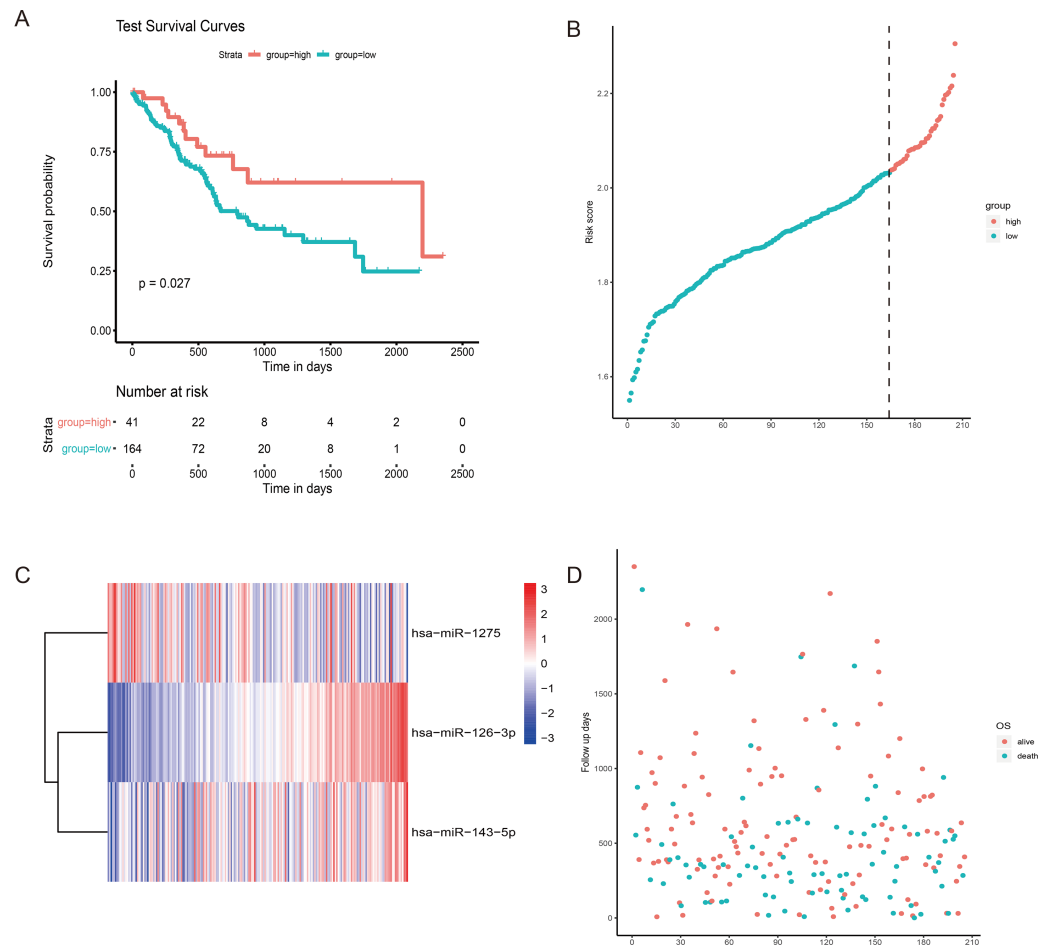 A
Test Survival Curves
Strata group=high group=low
1.00
0.75
0.50
0.25
0.00
Survival probability
p = 0.027
0 500 1000 1500 2000 2500
Time in days
Number at risk
Strata
group=high 41 22 8 4 2 0
group=low 164 72 20 8 1 0
0 500 1000 1500 2000 2500
Time in days
B
2.2
2.0
1.8
1.6
Risk score
0 30 60 90 120 150 180 210
group
high
low
C
hsa-miR-1275
hsa-miR-126-3p
hsa-miR-143-5p
3
2
1
0
−1
−2
−3
D
2000
1500
1000
500
0
Follow up days
0 30 60 90 120 150 180 210
OS
alive
death